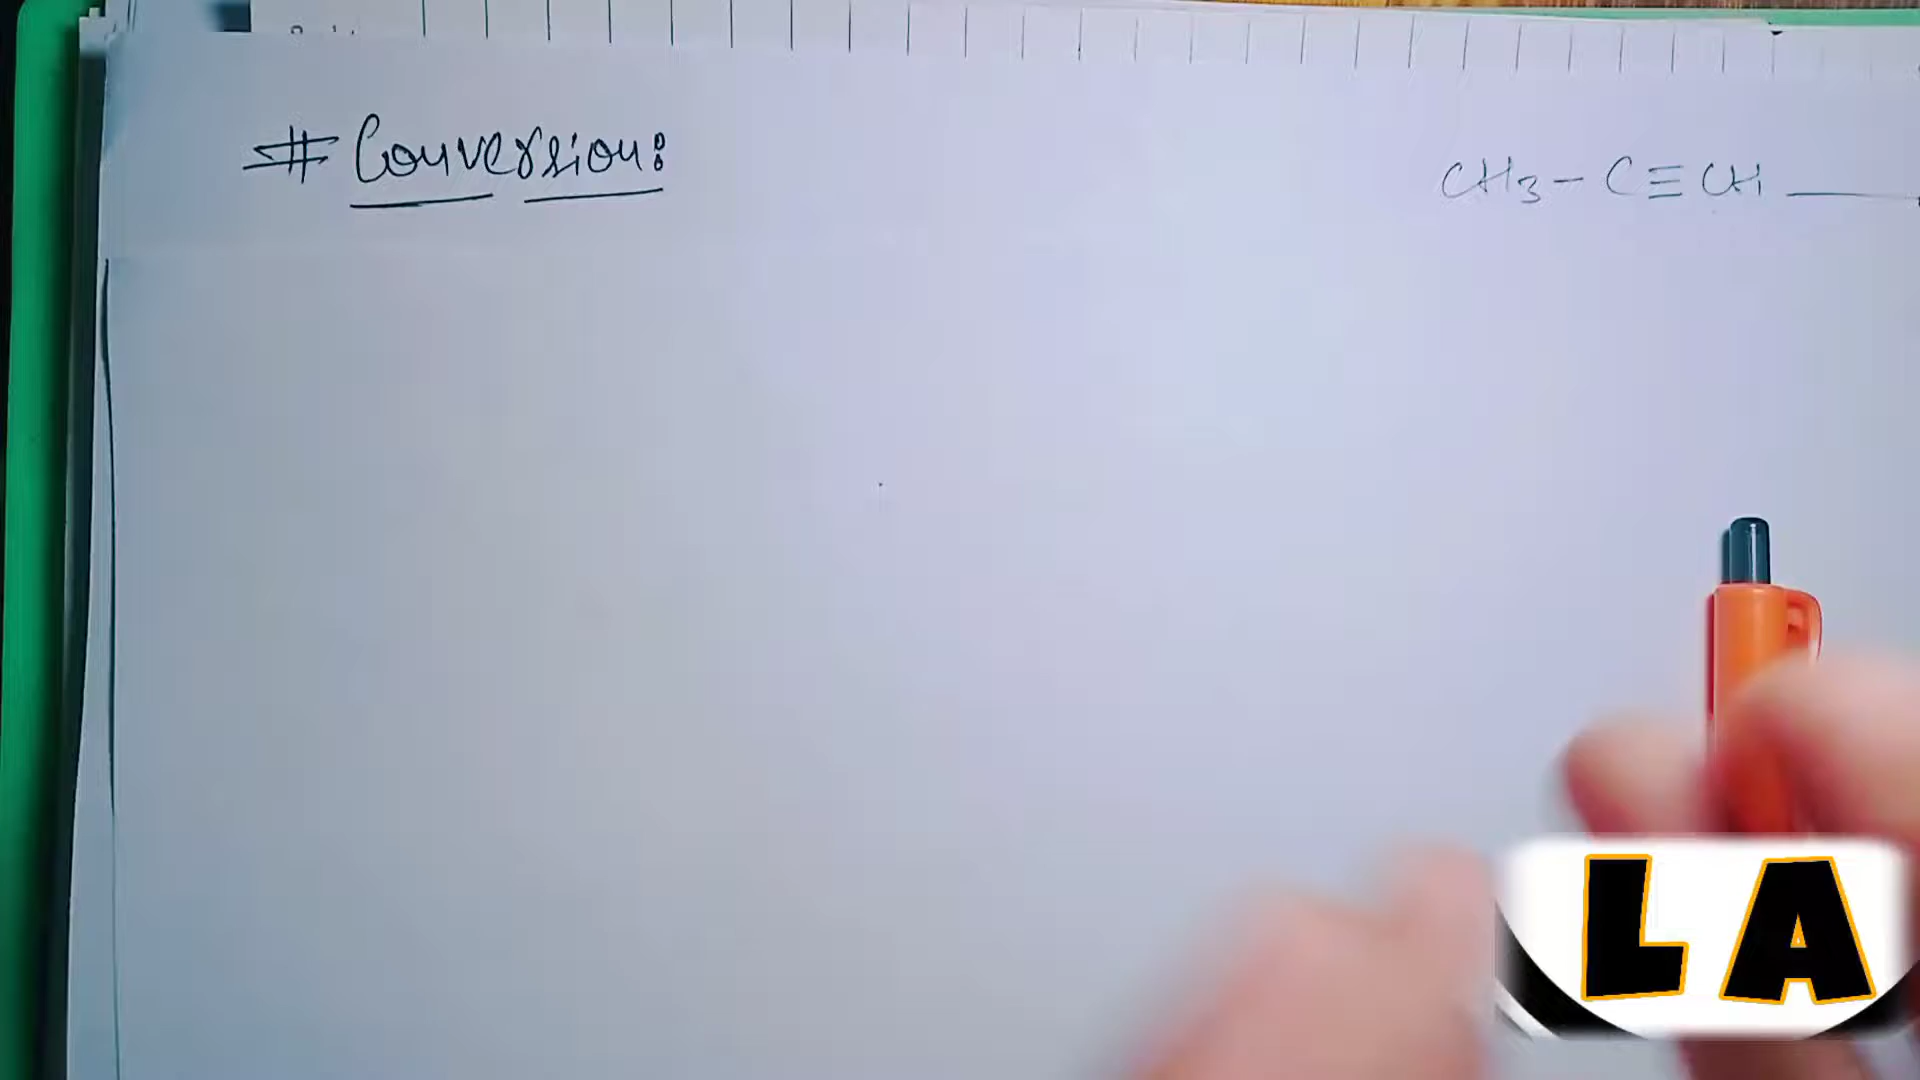 # Conversion:
CH3 - C ≡ CH
LA